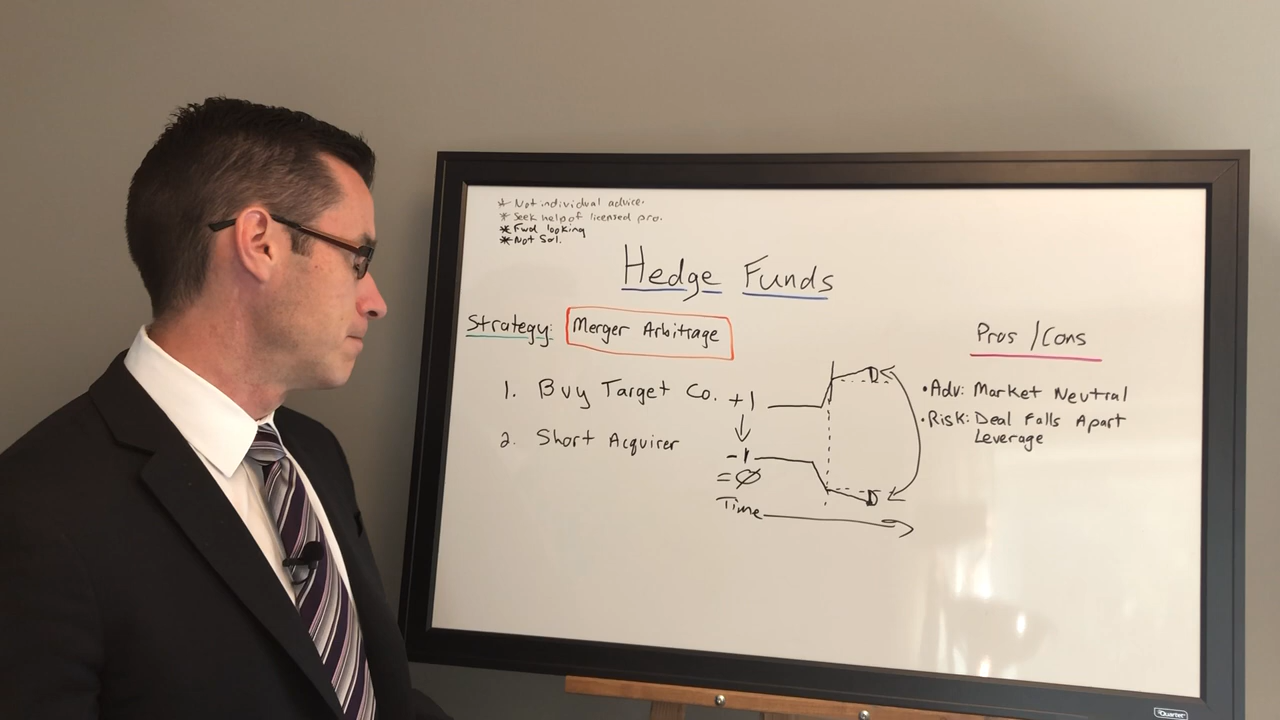 * Not individual advice.
* Seek help of licensed pro.
* Fwd looking
* Not Sol.
Hedge Funds
Strategy: Merger Arbitrage
1. Buy Target Co. +1
2. Short Acquirer
-1
=Ø
Time
Pros/Cons
• Adv: Market Neutral
• Risk: Deal Falls Apart
Leverage
Quartet